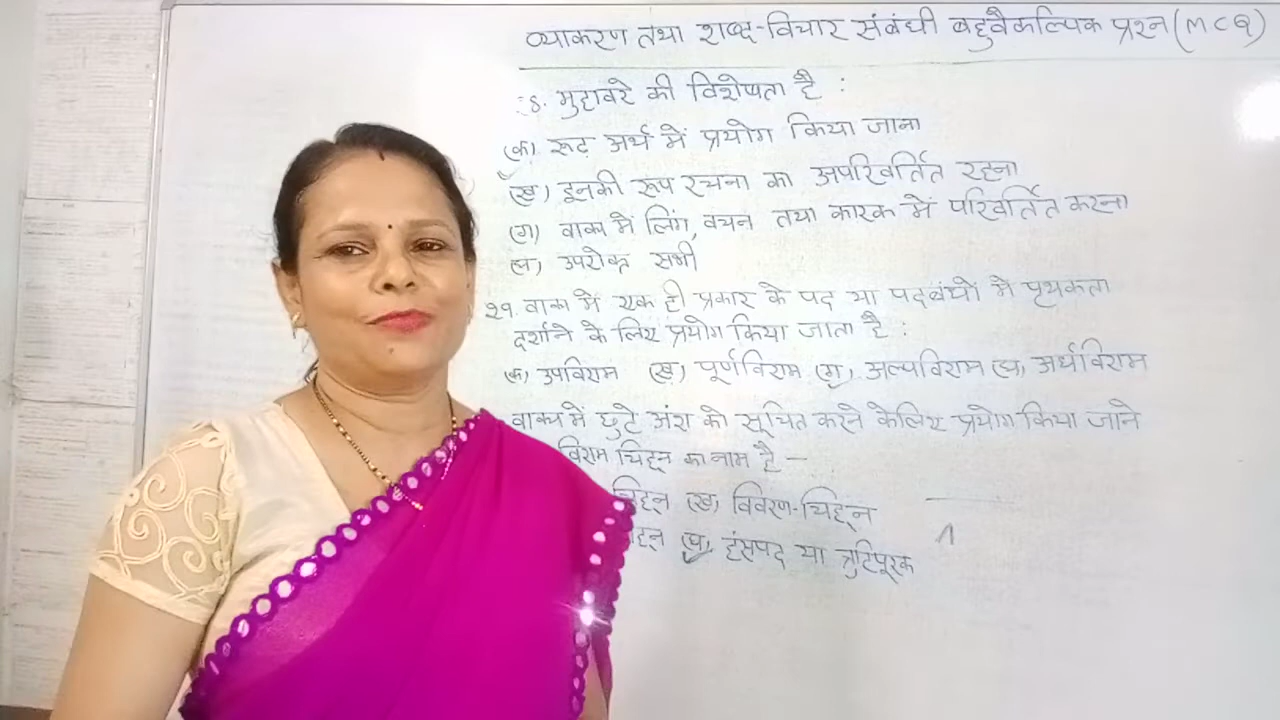 व्याकरण तथा शब्द-विचार संबंधी बहुवैकल्पिक प्रश्न (MCQ)
मुहावरे की विशेषता है :
(क) रूढ़ अर्थ में प्रयोग किया जाना
(ख) इनकी रूप रचना का अपरिवर्तित रहना
(ग) वाक्य में लिंग, वचन तथा कारक में परिवर्तित करना
(घ) उपरोक्त सभी
२१. वाक्य में एक ही प्रकार के पद या पदबंधों में पृथकता
दर्शाने के लिए प्रयोग किया जाता है :
(क) उपविराम (ख) पूर्णविराम (ग) अल्पविराम (घ) अर्धविराम
वाक्य में छुटे अंश को सूचित करने केलिए प्रयोग किया जाने
विराम चिह्न का नाम है –
चिह्न (ख) विवरण-चिह्न
(घ) हंसपद या त्रुटिपूरक